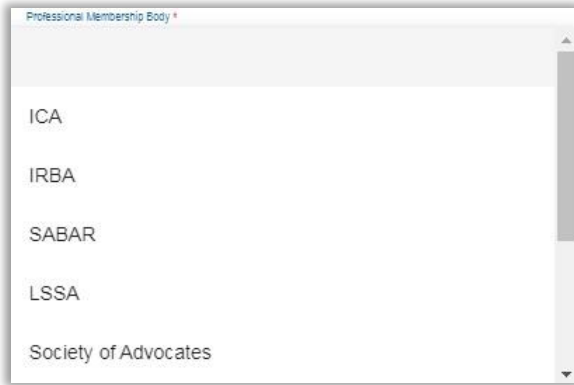 Professional Membership Body *
ICA
IRBA
SABAR
LSSA
Society of Advocates